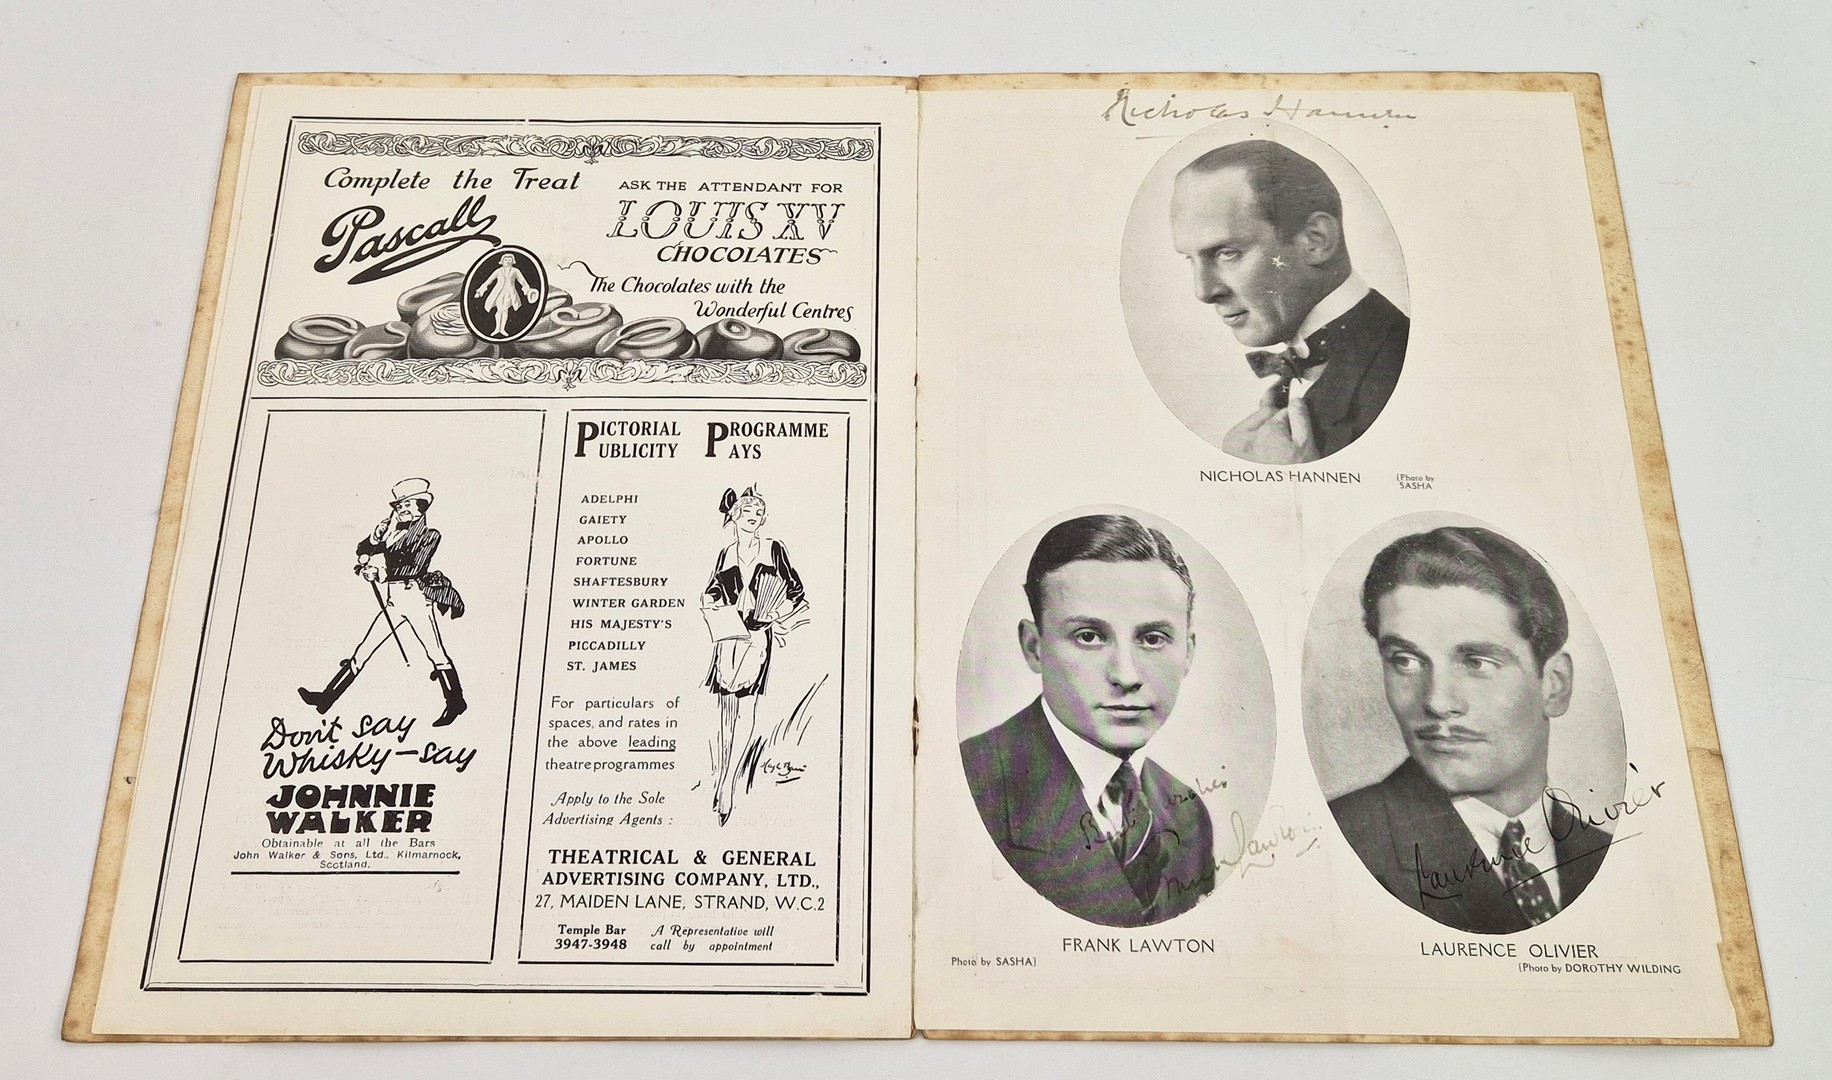 Complete the Treat
Pascall
ASK THE ATTENDANT FOR
LOUIS XV
CHOCOLATES
The Chocolates with the
Wonderful Centres
Don't say
Whisky—say
JOHNNIE
WALKER
Obtainable at all the Bars
John Walker & Sons, Ltd., Kilmarnock,
Scotland.
PICTORIAL PROGRAMME
PUBLICITY PAYS
ADELPHI
GAIETY
APOLLO
FORTUNE
SHAFTESBURY
WINTER GARDEN
HIS MAJESTY'S
PICCADILLY
ST. JAMES
For particulars of
spaces, and rates in
the above leading
theatre programmes
Apply to the Sole
Advertising Agents :
THEATRICAL & GENERAL
ADVERTISING COMPANY, LTD.,
27, MAIDEN LANE, STRAND, W.C.2
Temple Bar
3947-3948
A Representative will
call by appointment
Nicholas Hannen
NICHOLAS HANNEN
(Photo by
SASHA
Best wishes
Frank Lawton
FRANK LAWTON
Photo by SASHA)
Laurence Olivier
LAURENCE OLIVIER
(Photo by DOROTHY WILDING